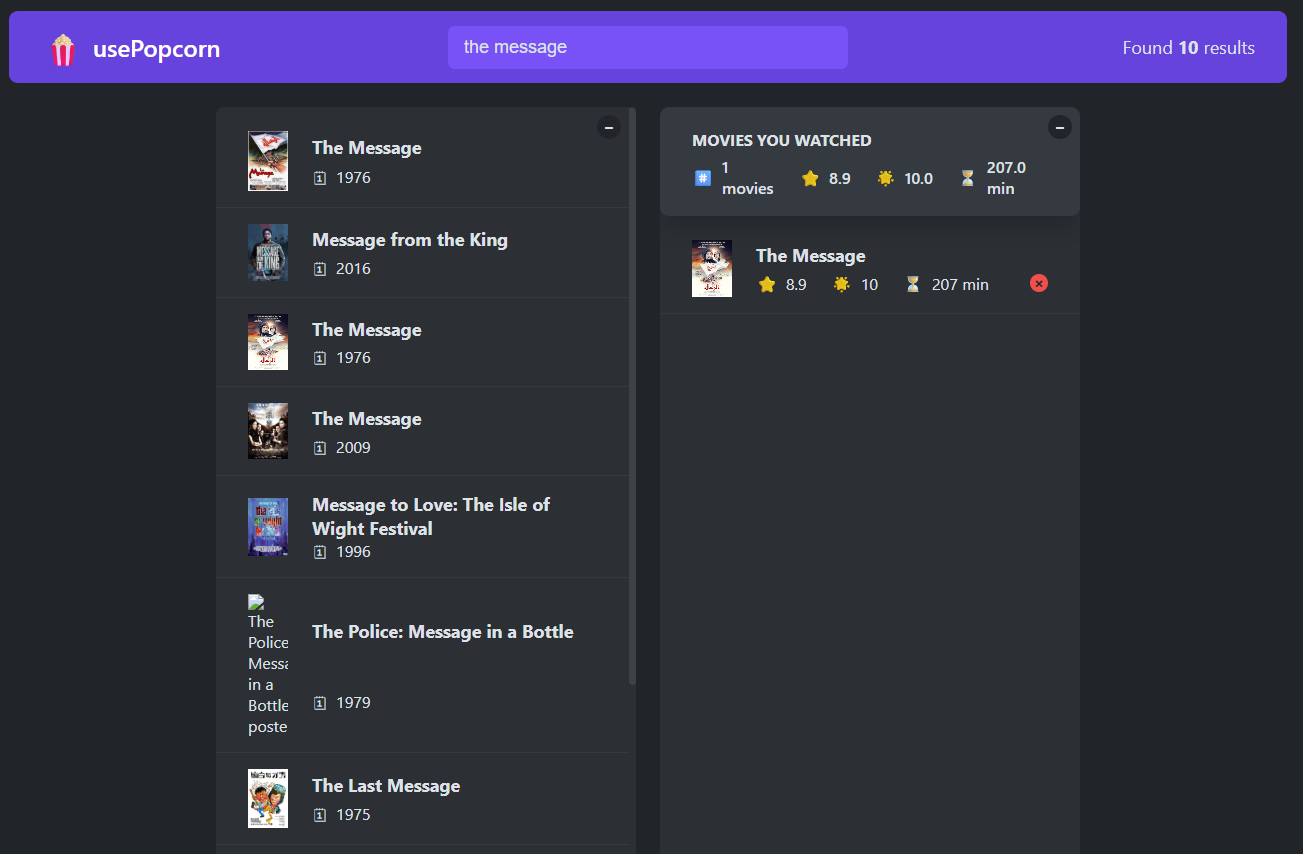 usePopcorn
the message
Found 10 results
The Message
1976
Message from the King
2016
The Message
1976
The Message
2009
Message to Love: The Isle of
Wight Festival
1996
The
Police
Messa
in a
Bottle
poste
The Police: Message in a Bottle
1979
The Last Message
1975
MOVIES YOU WATCHED
1
movies
8.9
10.0
207.0
min
The Message
8.9
10
207 min